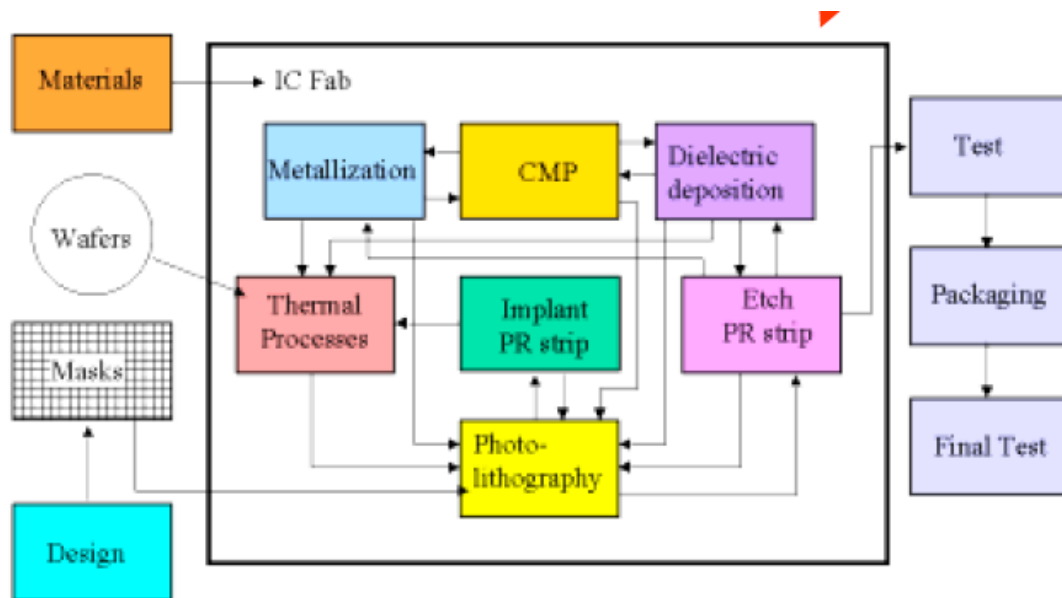 Materials
IC Fab
Metallization
CMP
Dielectric
deposition
Test
Wafers
Thermal
Processes
Implant
PR strip
Etch
PR strip
Packaging
Masks
Photo-
lithography
Final Test
Design